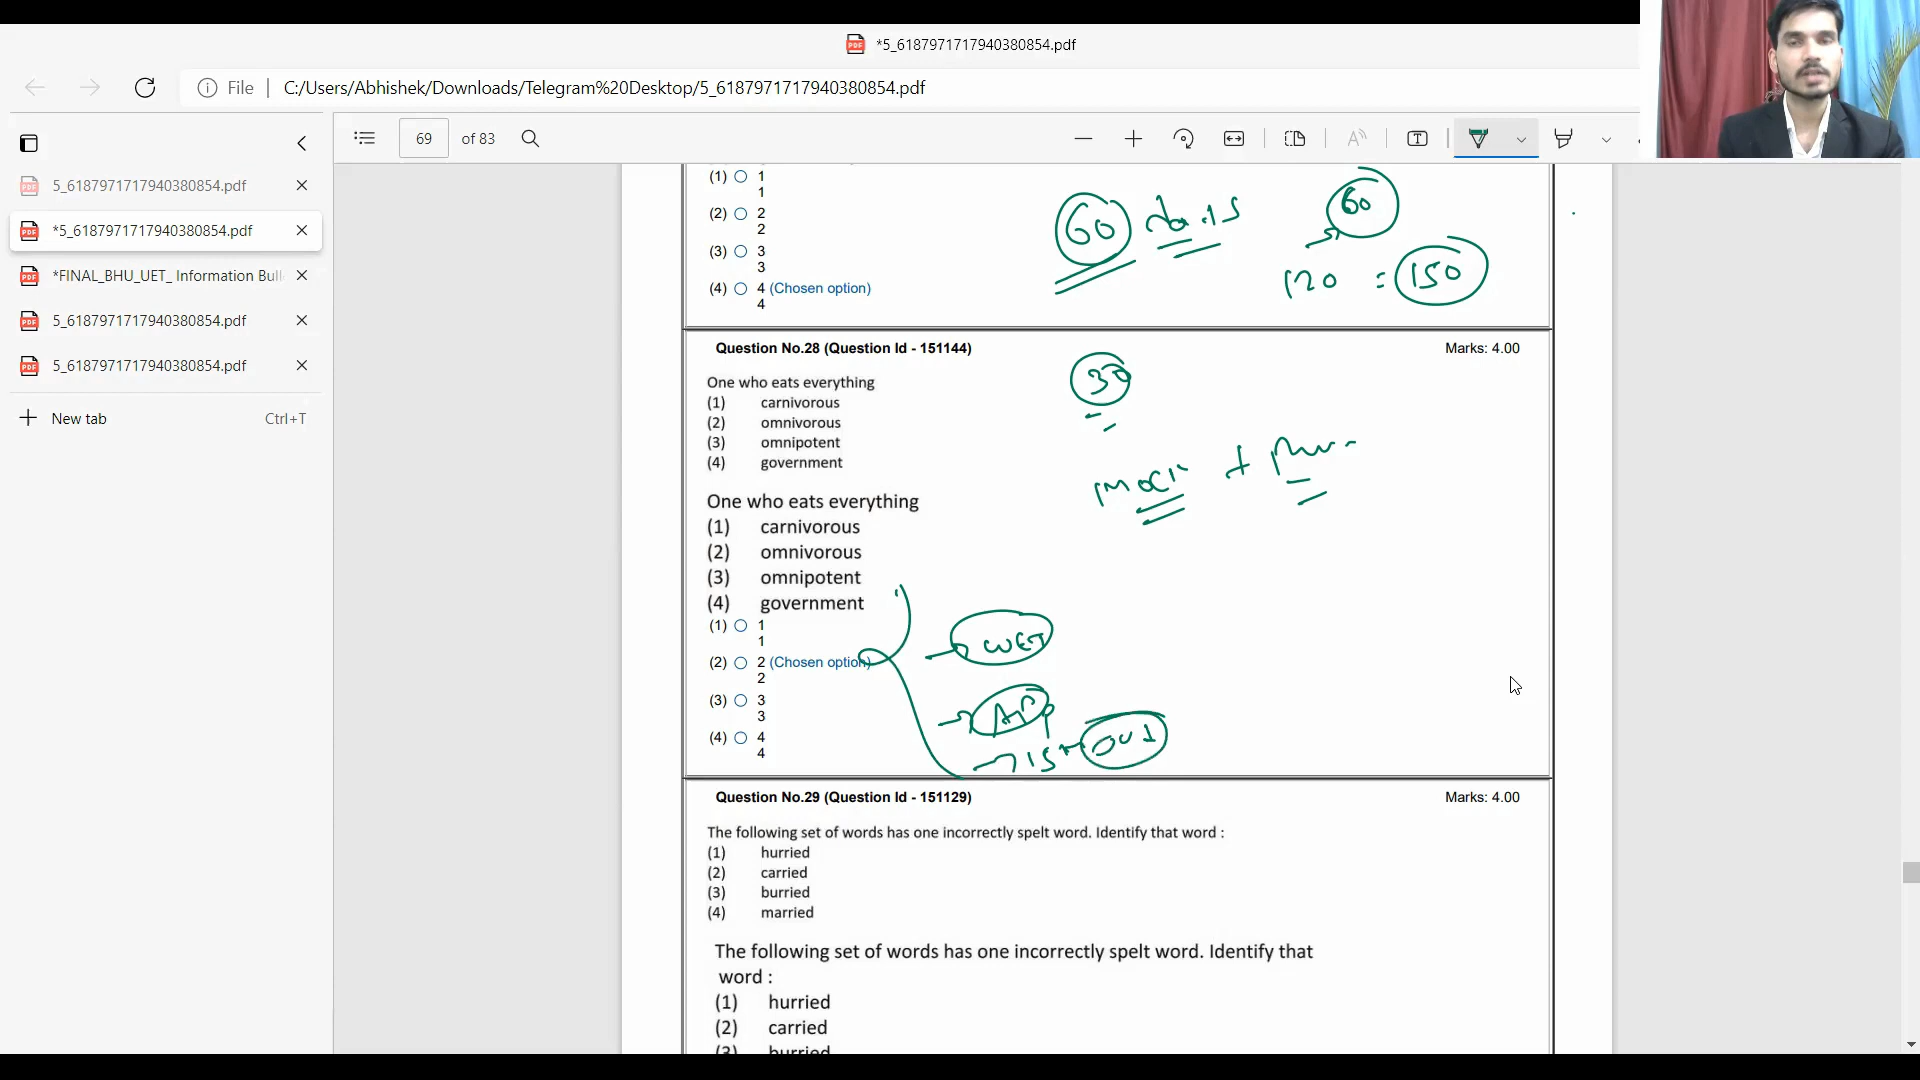 *5_6187971717940380854.pdf
File | C:/Users/Abhishek/Downloads/Telegram%20Desktop/5_6187971717940380854.pdf
69 of 83
5_6187971717940380854.pdf
*5_6187971717940380854.pdf
*FINAL_BHU_UET_ Information Bul
5_6187971717940380854.pdf
5_6187971717940380854.pdf
New tab Ctrl+T
(1) 1
1
(2) 2
2
(3) 3
3
(4) 4 (Chosen option)
4
60
60
120 = 150
Question No.28 (Question Id - 151144) Marks: 4.00
One who eats everything
(1) carnivorous
(2) omnivorous
(3) omnipotent
(4) government
30
mock +
One who eats everything
(1) carnivorous
(2) omnivorous
(3) omnipotent
(4) government
(1) 1
1
(2) 2 (Chosen option)
2
(3) 3
3
(4) 4
4
Question No.29 (Question Id - 151129) Marks: 4.00
The following set of words has one incorrectly spelt word. Identify that word :
(1) hurried
(2) carried
(3) burried
(4) married
The following set of words has one incorrectly spelt word. Identify that
word :
(1) hurried
(2) carried
(3) burried